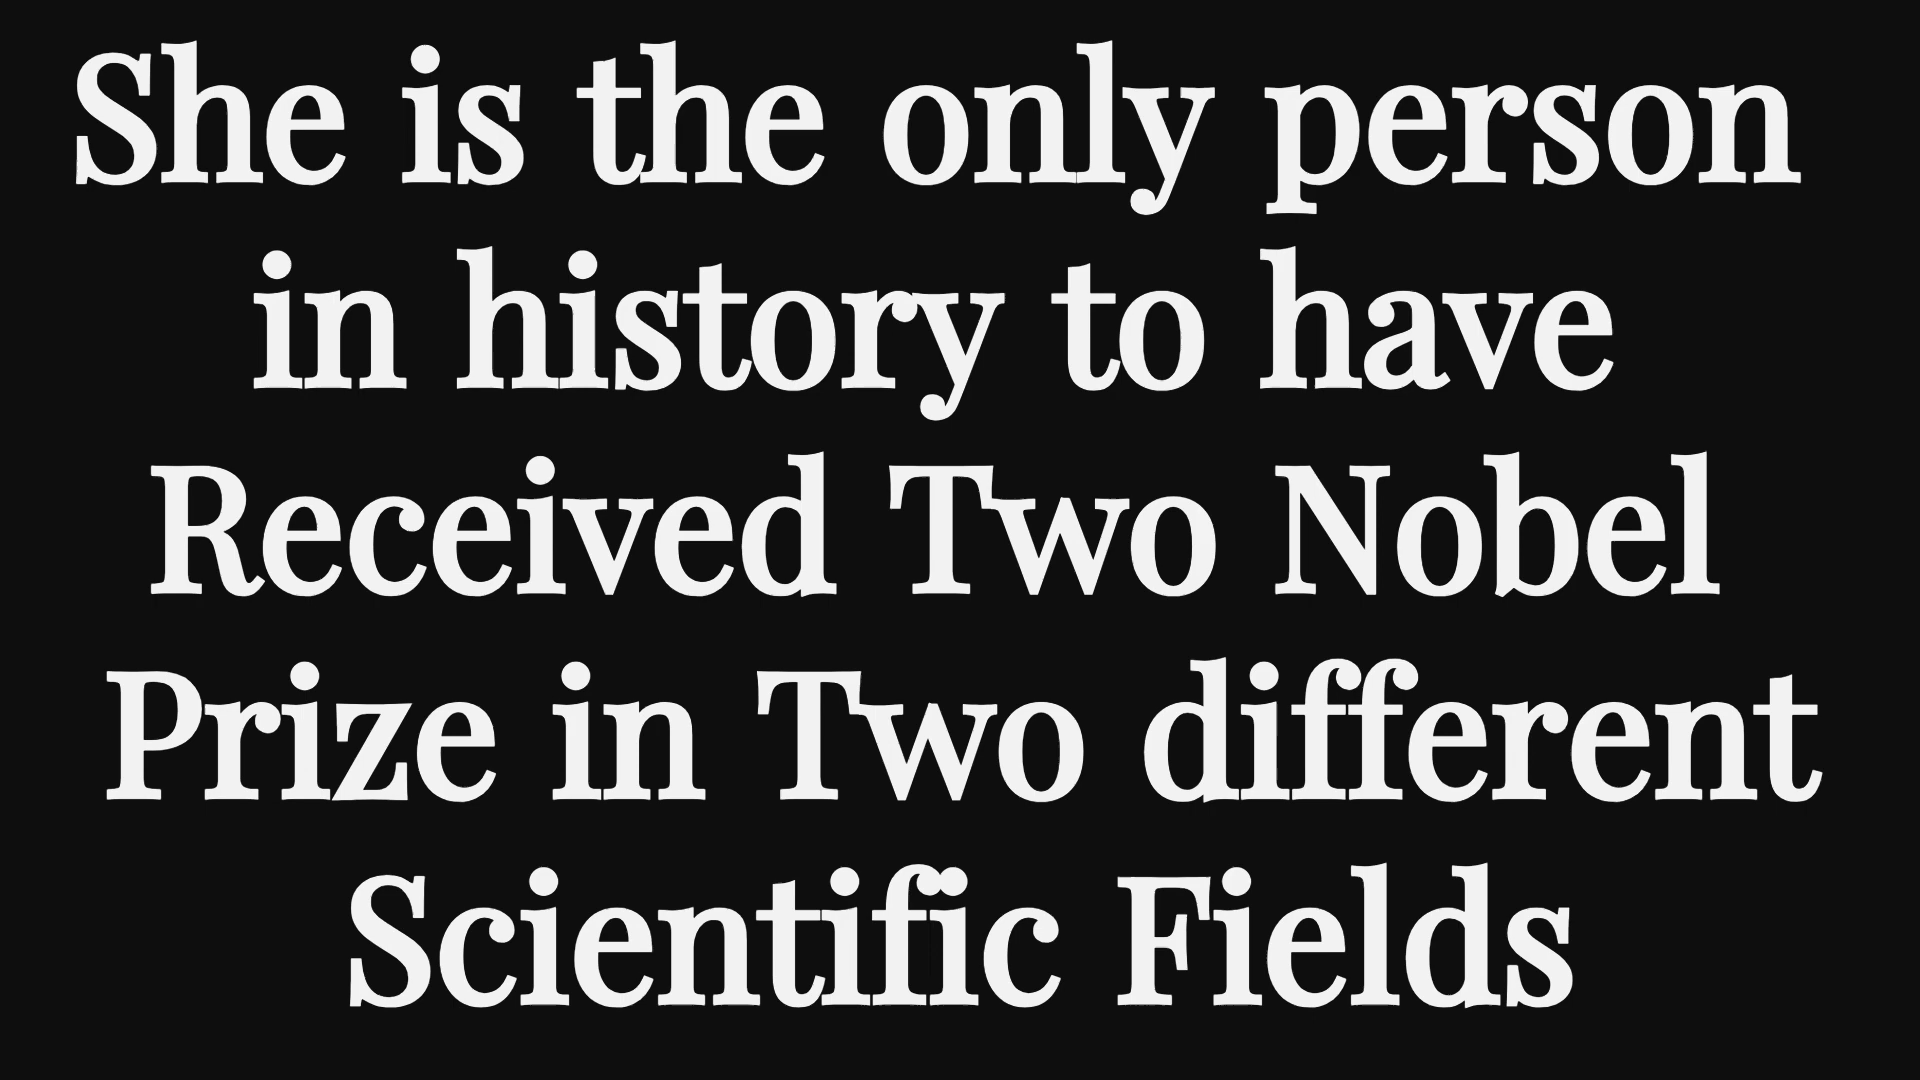 She is the only person
in history to have
Received Two Nobel
Prize in Two different
Scientific Fields